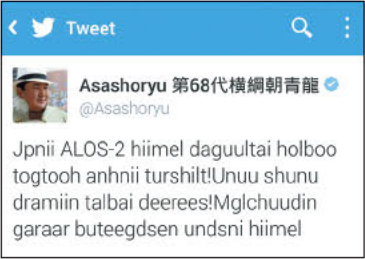 Tweet
Asashoryu 第68代横綱朝青龍
@Asashoryu
Jpnii ALOS-2 hiimel daguultai holboo
togtooh anhnii turshilt!Unuu shunu
dramiin talbai deerees!Mglchuudin
garaar buteegdsen undsni hiimel